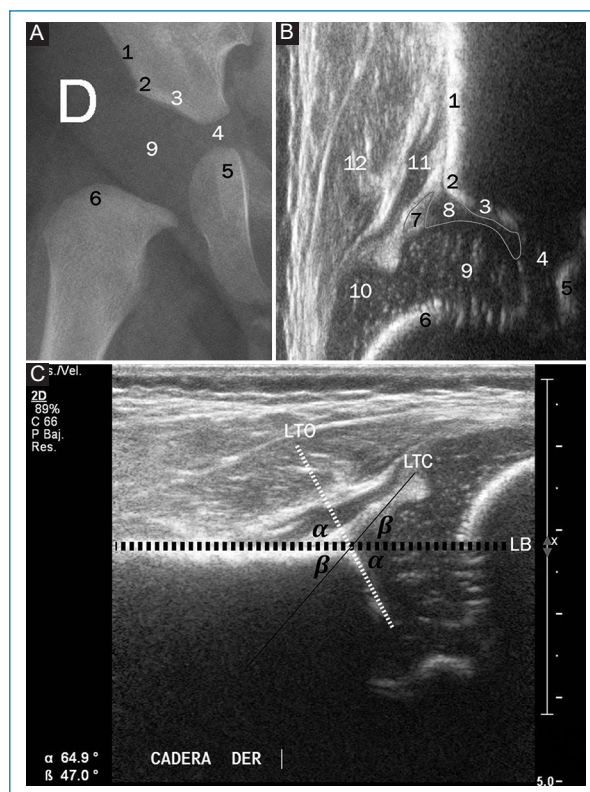 A
1
2
3
D
4
9
5
6
B
1
12
11
2
7
8
3
4
9
10
5
6
C
s./Vel.
2D
89%
C 66
P Baj.
Res.
LTO
LTC
α β
LB x
β α
α 64.9 °
ß 47.0 °
CADERA DER
5.0